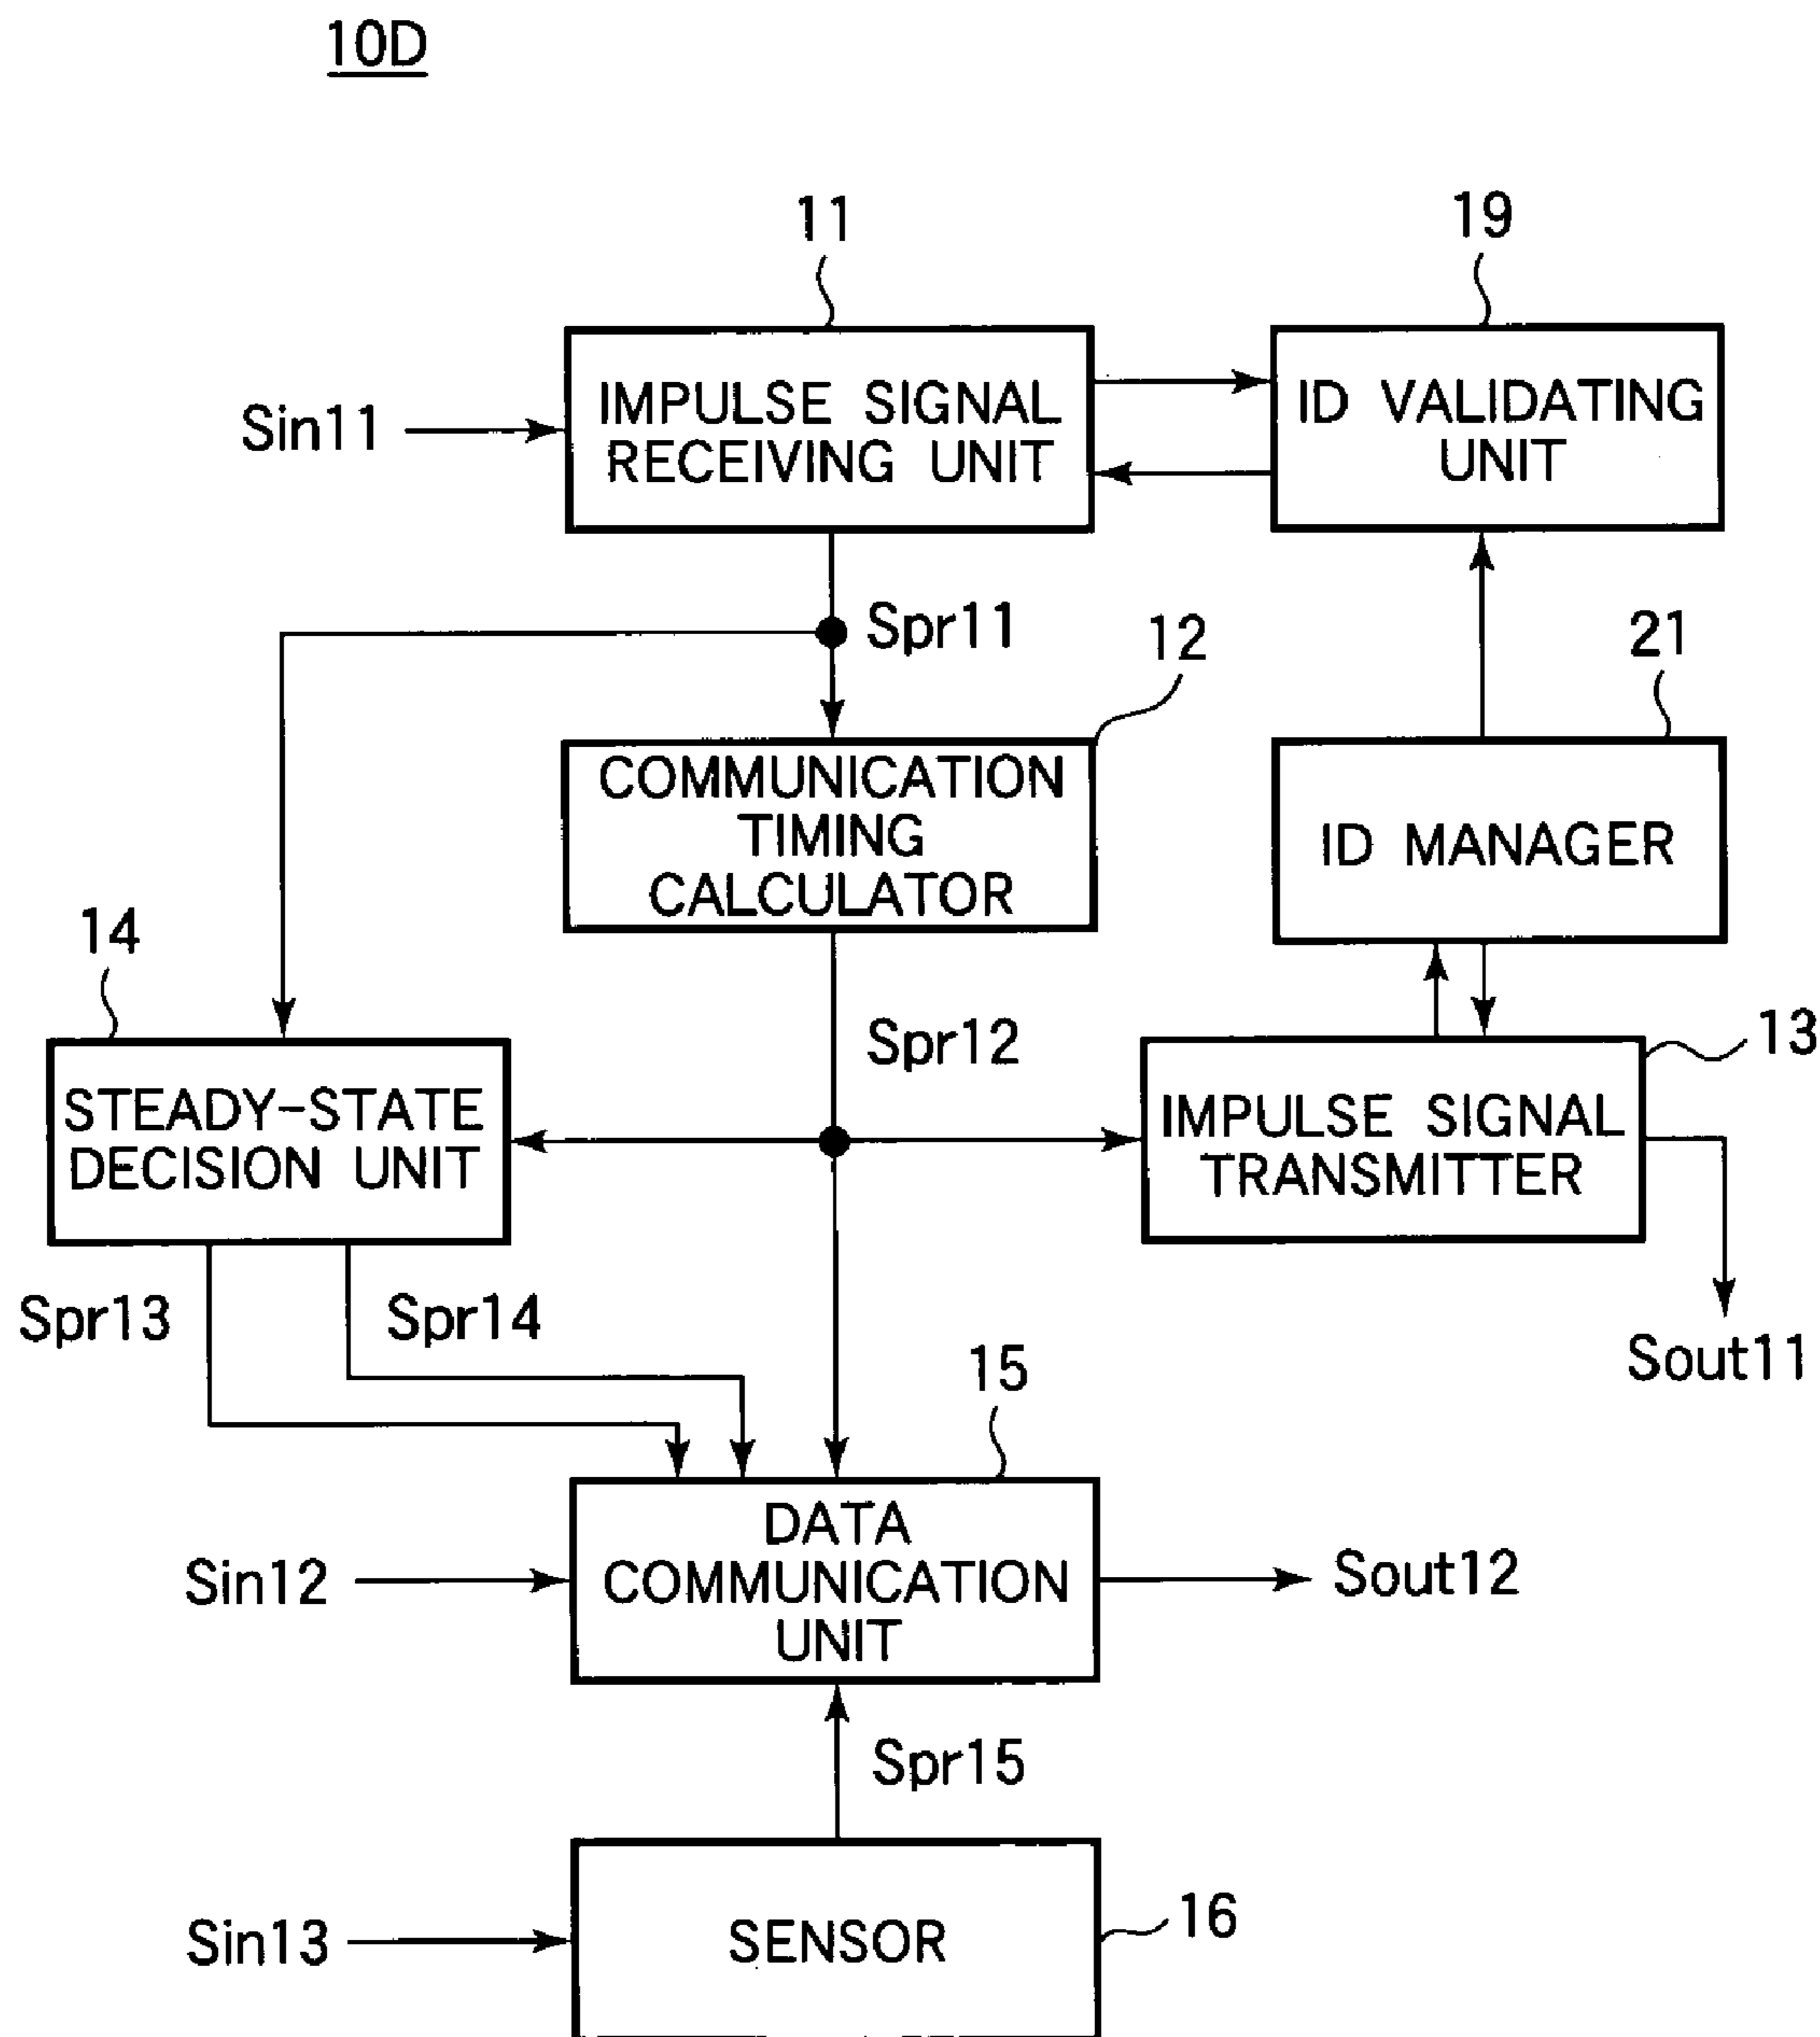 10D
11
19
IMPULSE SIGNAL
RECEIVING UNIT
ID VALIDATING
UNIT
Sin11
Spr11
12
21
COMMUNICATION
TIMING
CALCULATOR
ID MANAGER
14
Spr12
13
STEADY-STATE
DECISION UNIT
IMPULSE SIGNAL
TRANSMITTER
Spr13
Spr14
Sout11
15
DATA
COMMUNICATION
UNIT
Sin12
Sout12
Spr15
Sin13
SENSOR
16